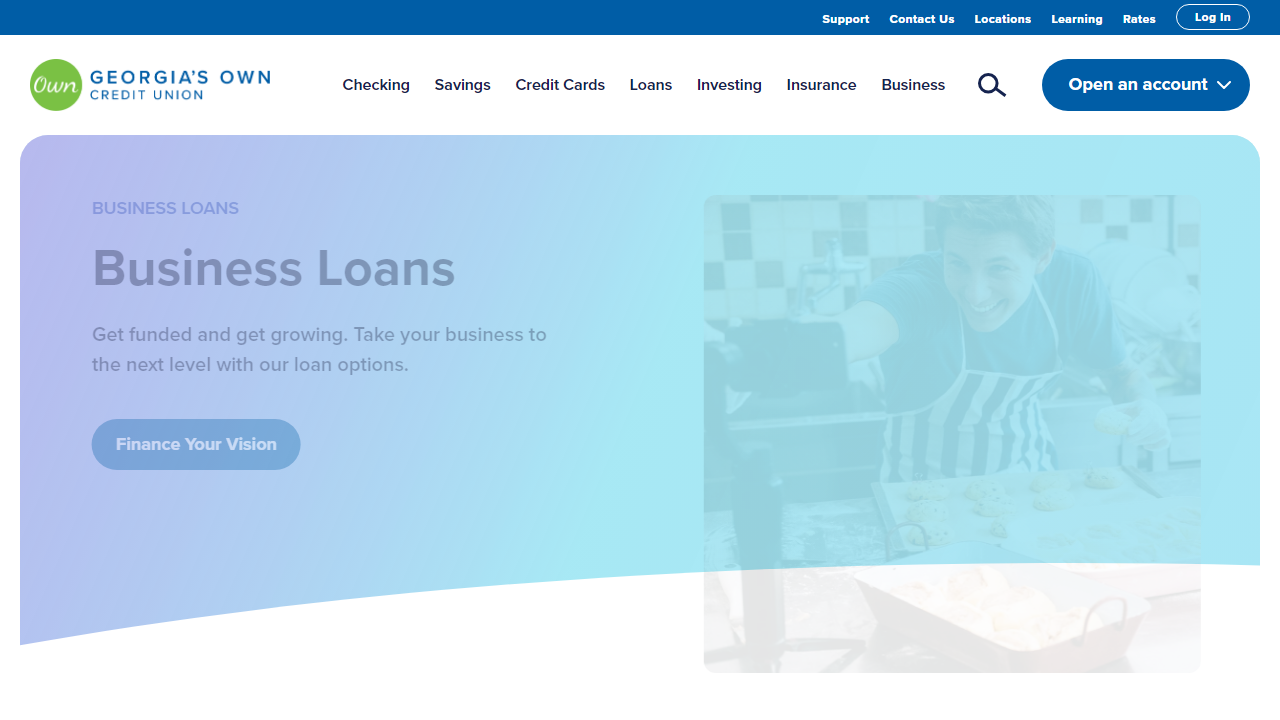 Support Contact Us Locations Learning Rates Log In
Own GEORGIA'S OWN
CREDIT UNION
Checking Savings Credit Cards Loans Investing Insurance Business Open an account
BUSINESS LOANS
Business Loans
Get funded and get growing. Take your business to
the next level with our loan options.
Finance Your Vision